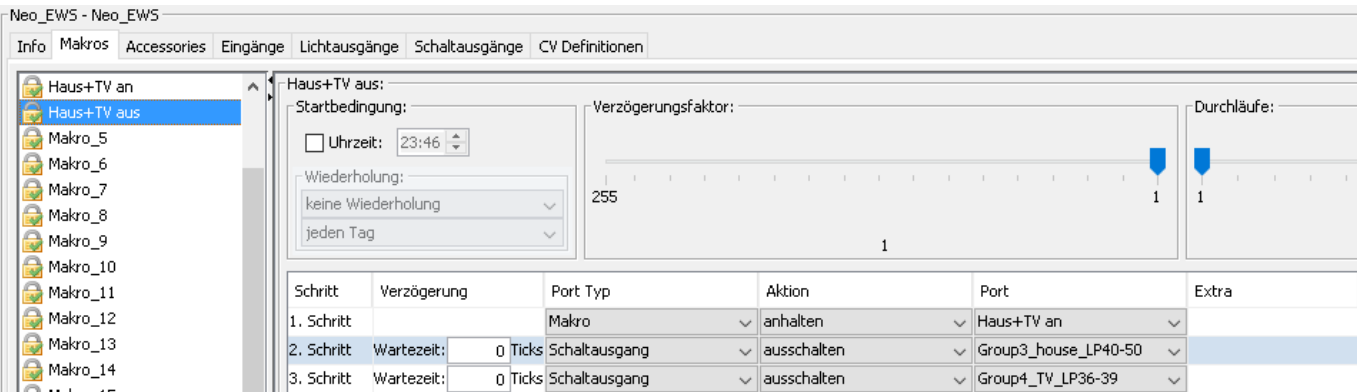 Neo_EWS - Neo_EWS
Info Makros Accessories Eingänge Lichtausgänge Schaltausgänge CV Definitionen
Haus+TV an
Haus+TV aus
Makro_5
Makro_6
Makro_7
Makro_8
Makro_9
Makro_10
Makro_11
Makro_12
Makro_13
Makro_14
Haus+TV aus:
Startbedingung:
Uhrzeit: 23:46
Wiederholung:
keine Wiederholung
jeden Tag
Verzögerungsfaktor:
255 1
1
Durchläufe:
1
Schritt Verzögerung Port Typ Aktion Port Extra
1. Schritt Makro anhalten Haus+TV an
2. Schritt Wartezeit: 0 Ticks Schaltausgang ausschalten Group3_house_LP40-50
3. Schritt Wartezeit: 0 Ticks Schaltausgang ausschalten Group4_TV_LP36-39